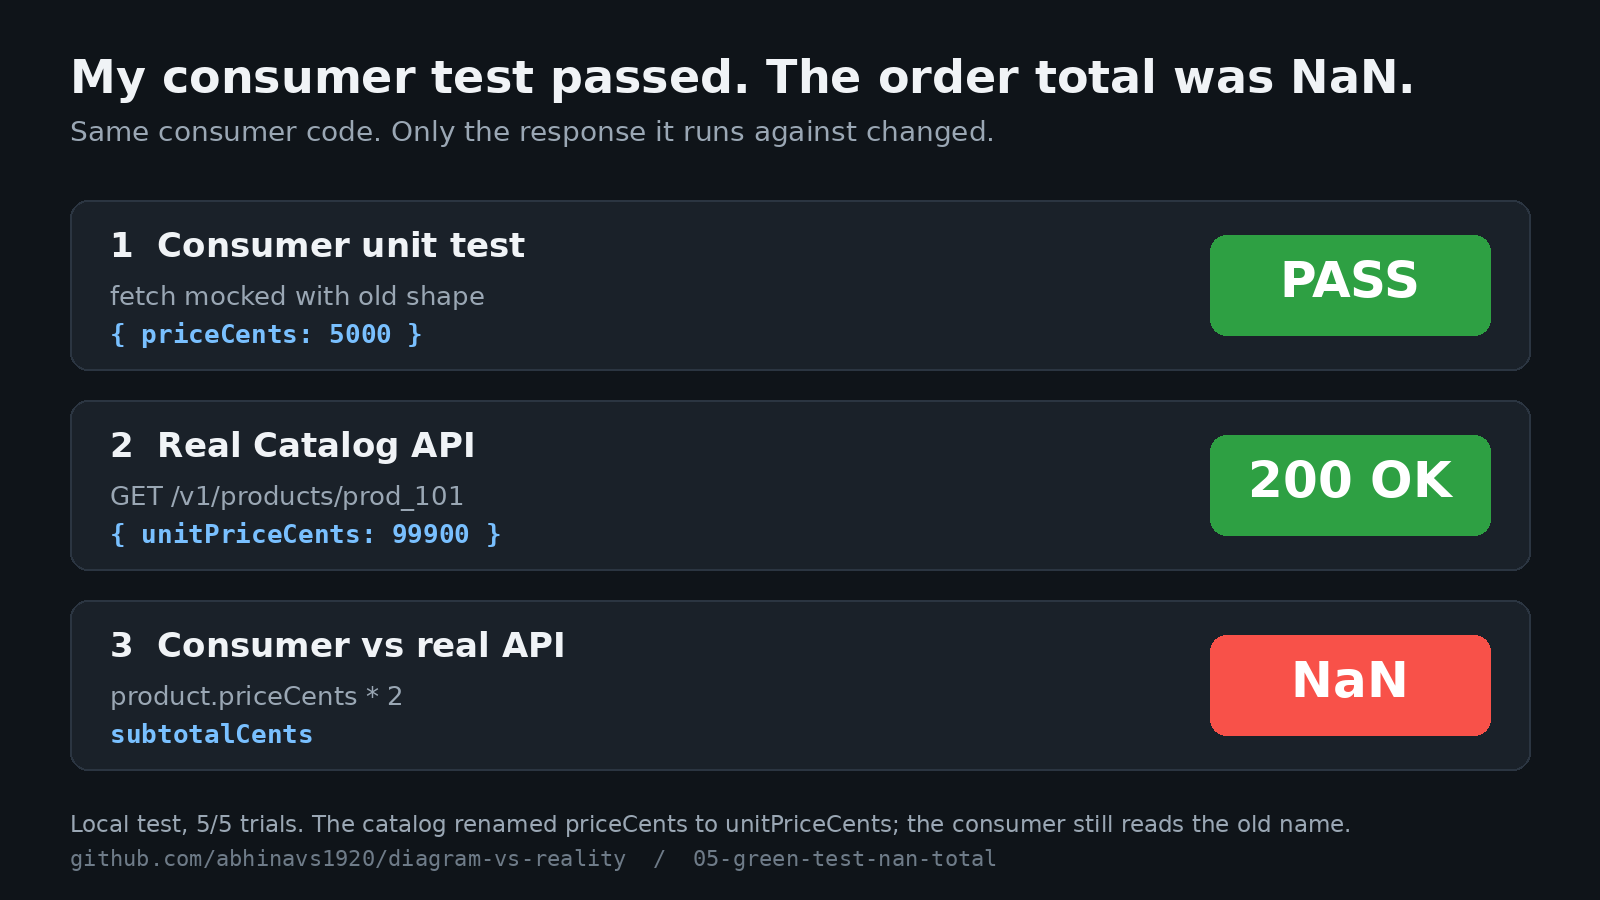 My consumer test passed. The order total was NaN.
Same consumer code. Only the response it runs against changed.
1 Consumer unit test
fetch mocked with old shape
{ priceCents: 5000 }
PASS
2 Real Catalog API
GET /v1/products/prod_101
{ unitPriceCents: 99900 }
200 OK
3 Consumer vs real API
product.priceCents * 2
subtotalCents
NaN
Local test, 5/5 trials. The catalog renamed priceCents to unitPriceCents; the consumer still reads the old name.
github.com/abhinavs1920/diagram-vs-reality / 05-green-test-nan-total